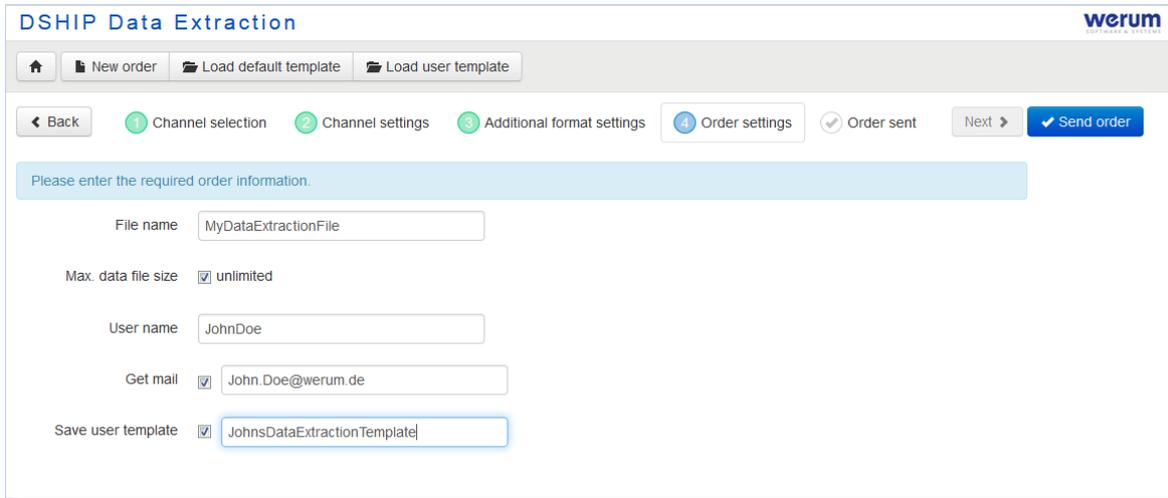 DSHIP Data Extraction
werum
SOFTWARE & SYSTEMS
New order Load default template Load user template
Back 1 Channel selection 2 Channel settings 3 Additional format settings 4 Order settings Order sent Next Send order
Please enter the required order information.
File name MyDataExtractionFile
Max. data file size unlimited
User name JohnDoe
Get mail John.Doe@werum.de
Save user template JohnsDataExtractionTemplate